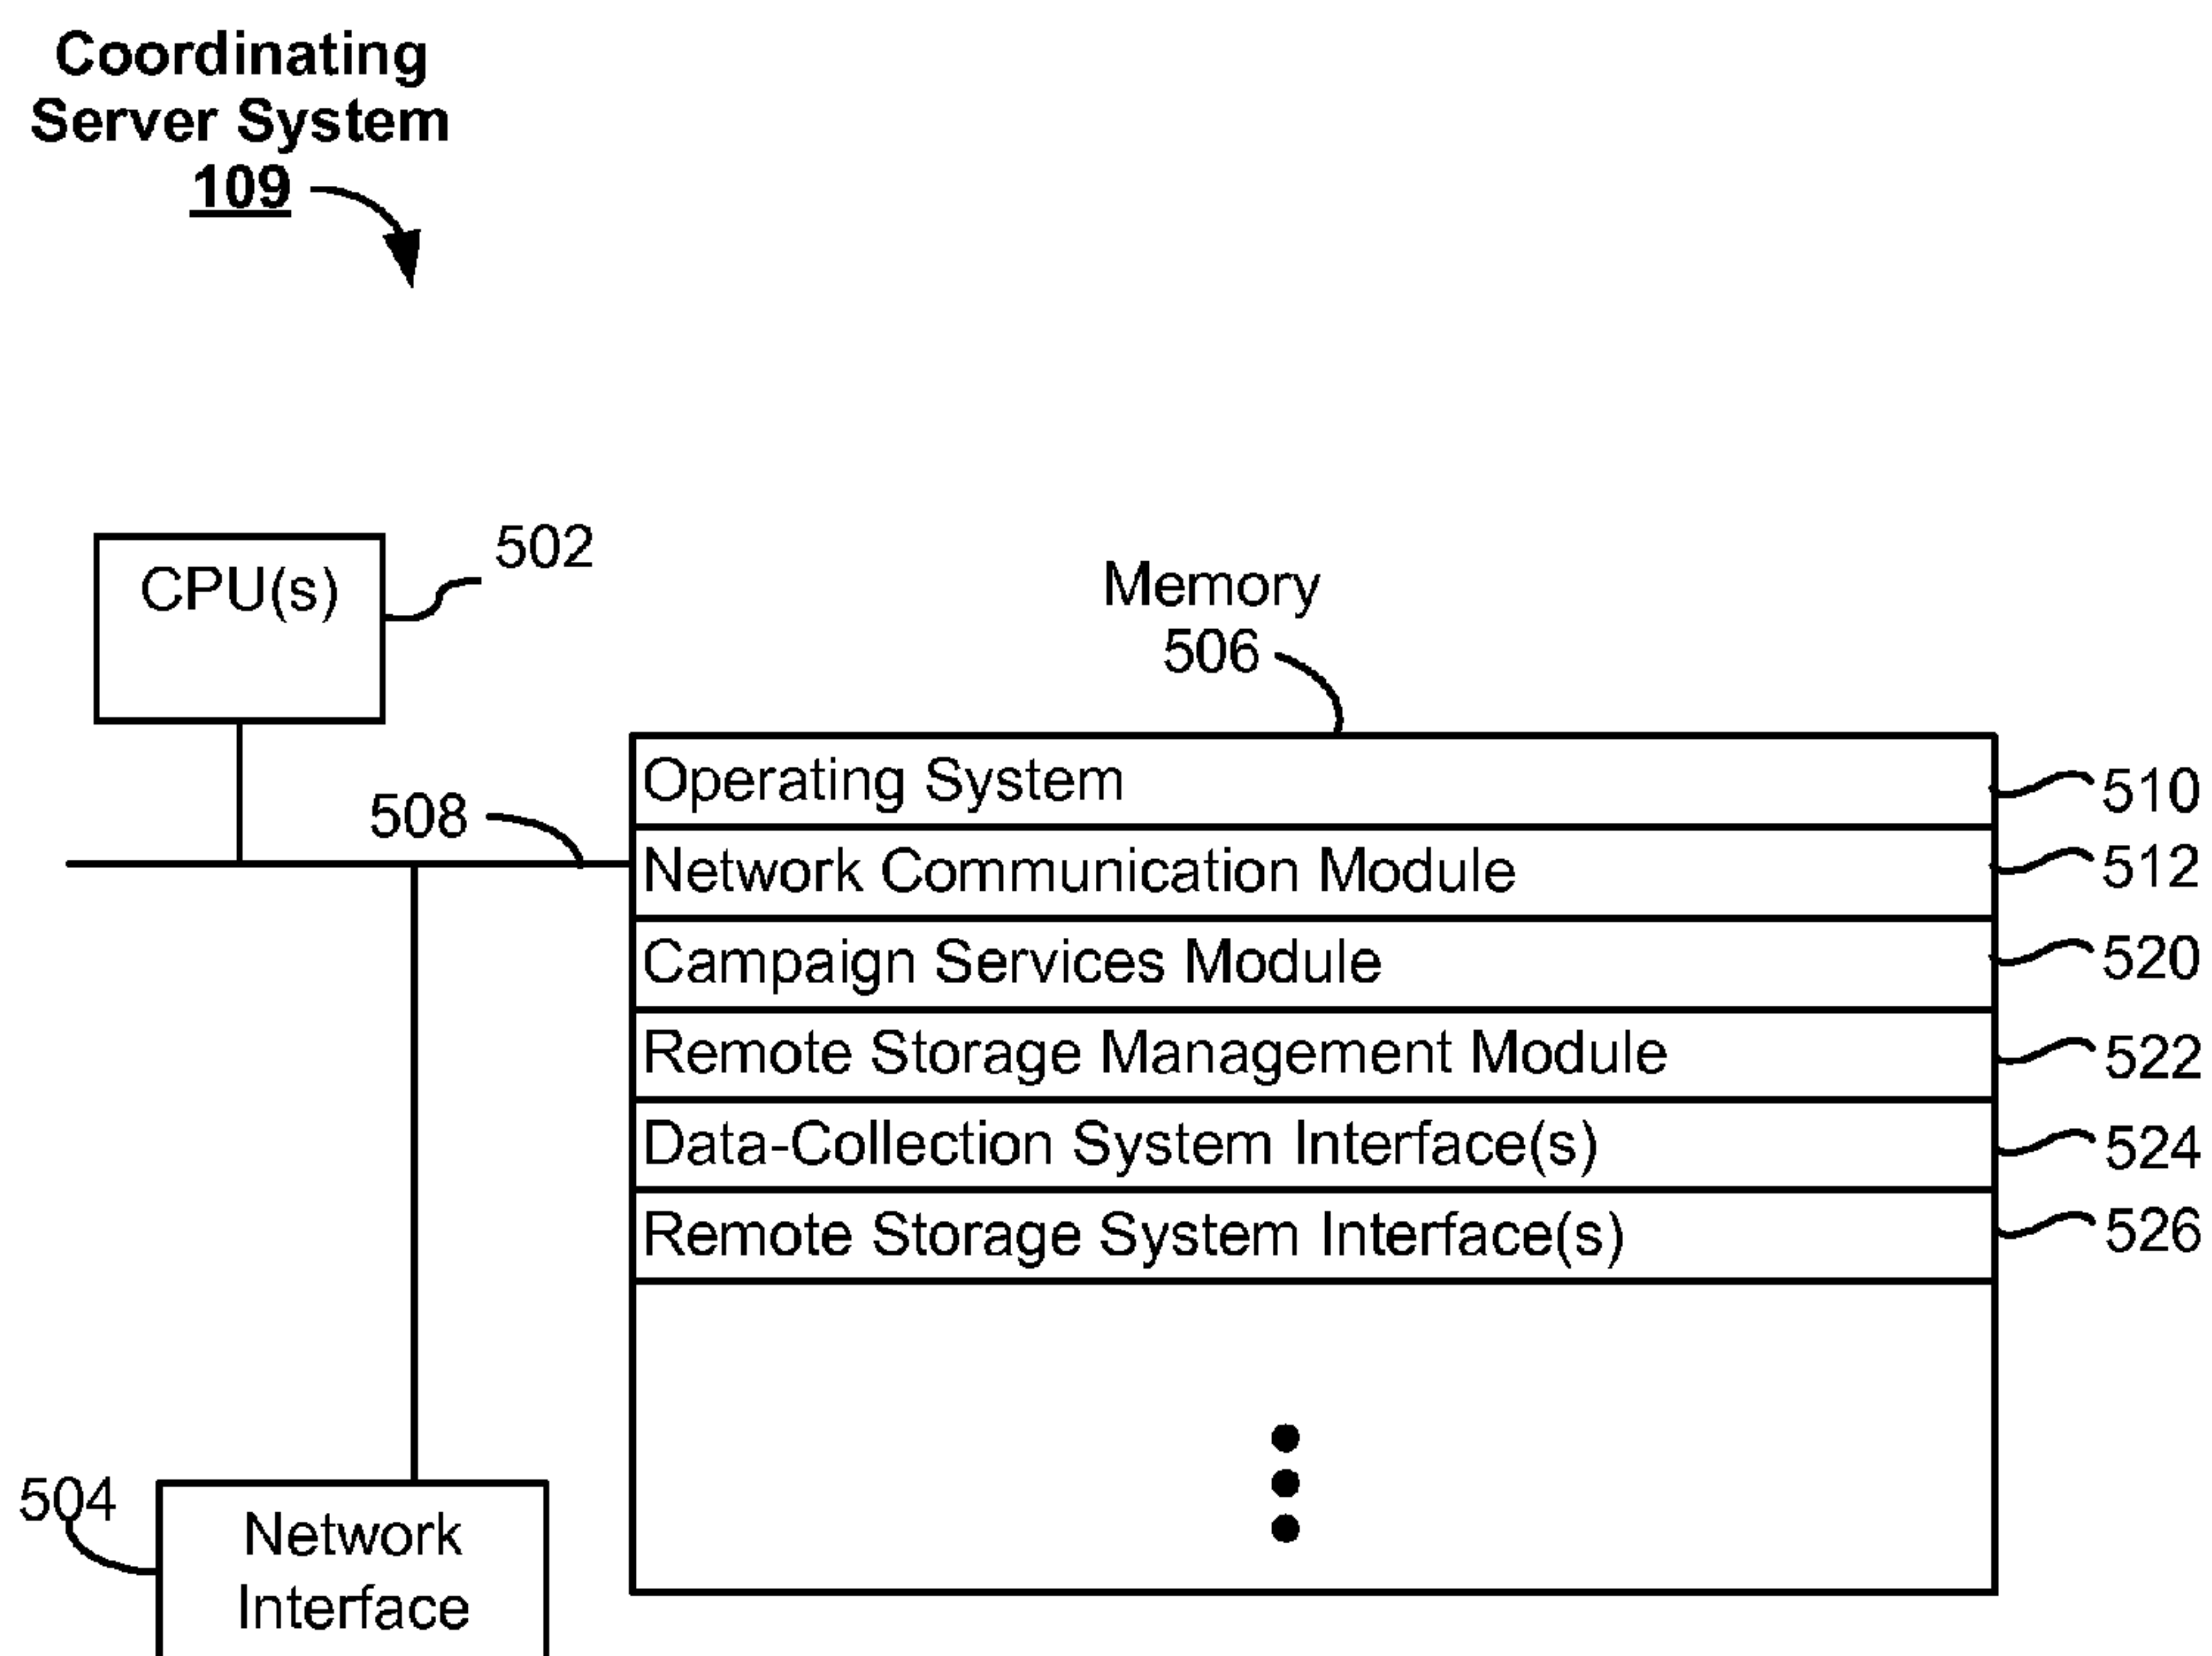 Coordinating
Server System
109
CPU(s)
502
Memory
506
508
Operating System
510
Network Communication Module
512
Campaign Services Module
520
Remote Storage Management Module
522
Data-Collection System Interface(s)
524
Remote Storage System Interface(s)
526
504
Network
Interface